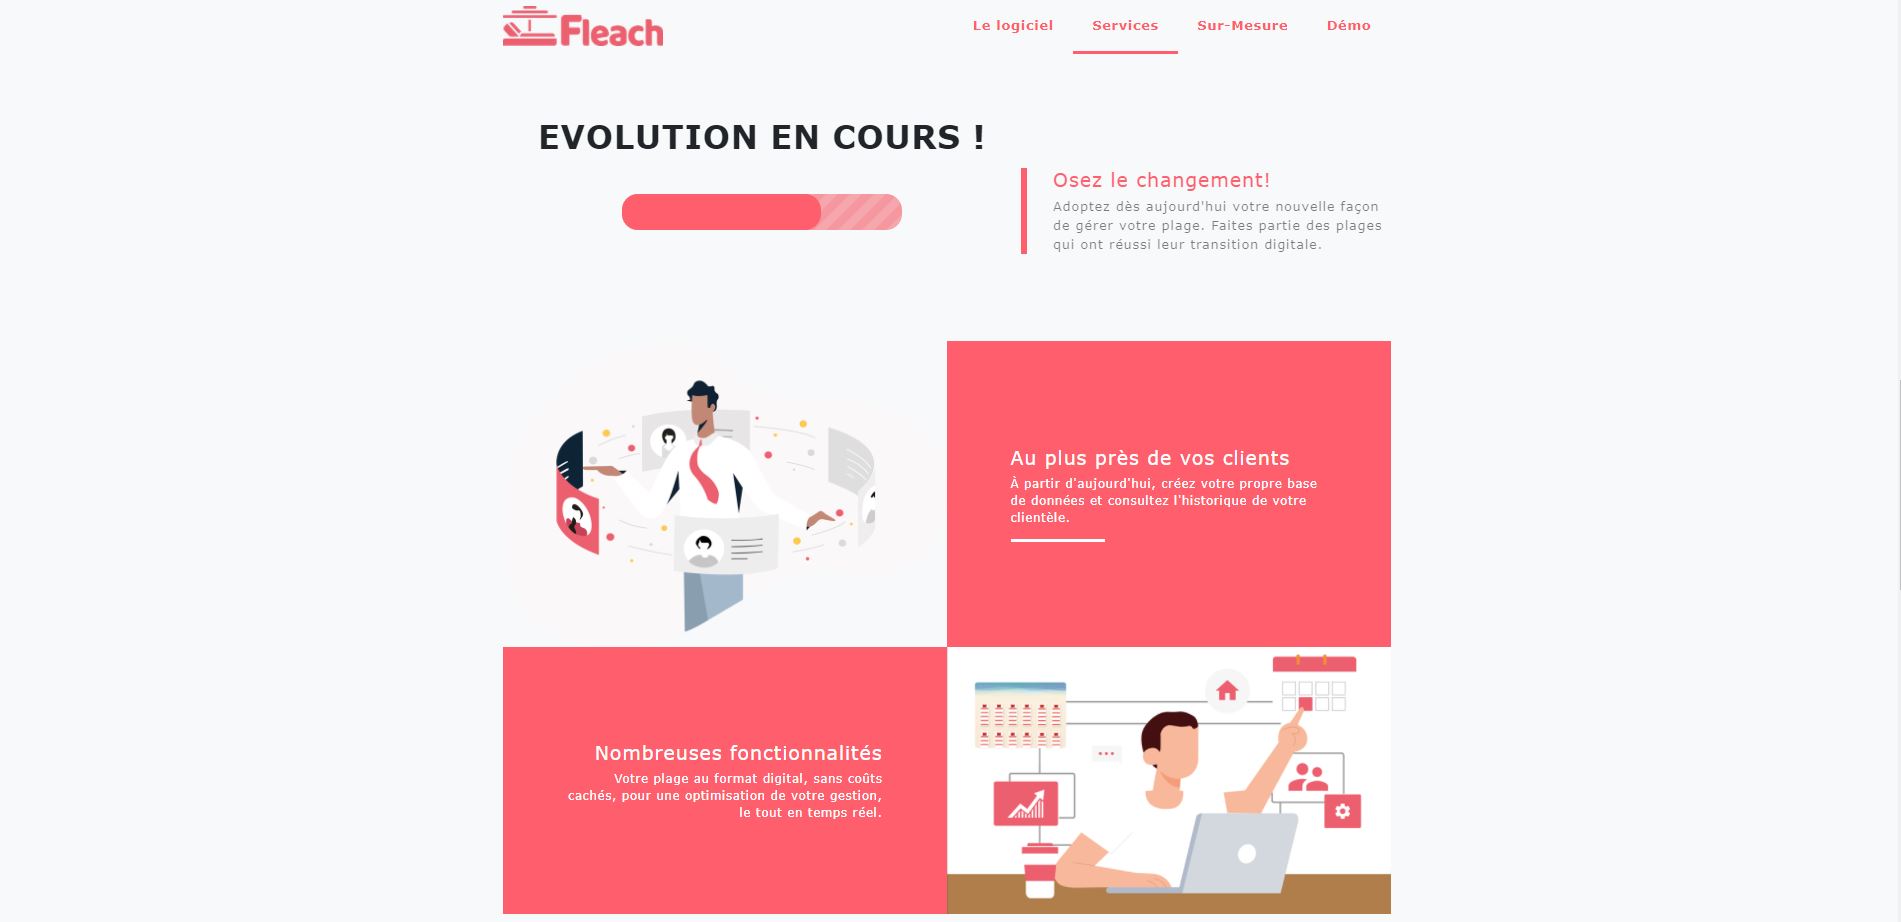 Fleach
Le logiciel
Services
Sur-Mesure
Démo
EVOLUTION EN COURS !
Osez le changement!
Adoptez dès aujourd'hui votre nouvelle façon
de gérer votre plage. Faites partie des plages
qui ont réussi leur transition digitale.
Au plus près de vos clients
À partir d'aujourd'hui, créez votre propre base
de données et consultez l'historique de votre
clientèle.
Nombreuses fonctionnalités
Votre plage au format digital, sans coûts
cachés, pour une optimisation de votre gestion,
le tout en temps réel.